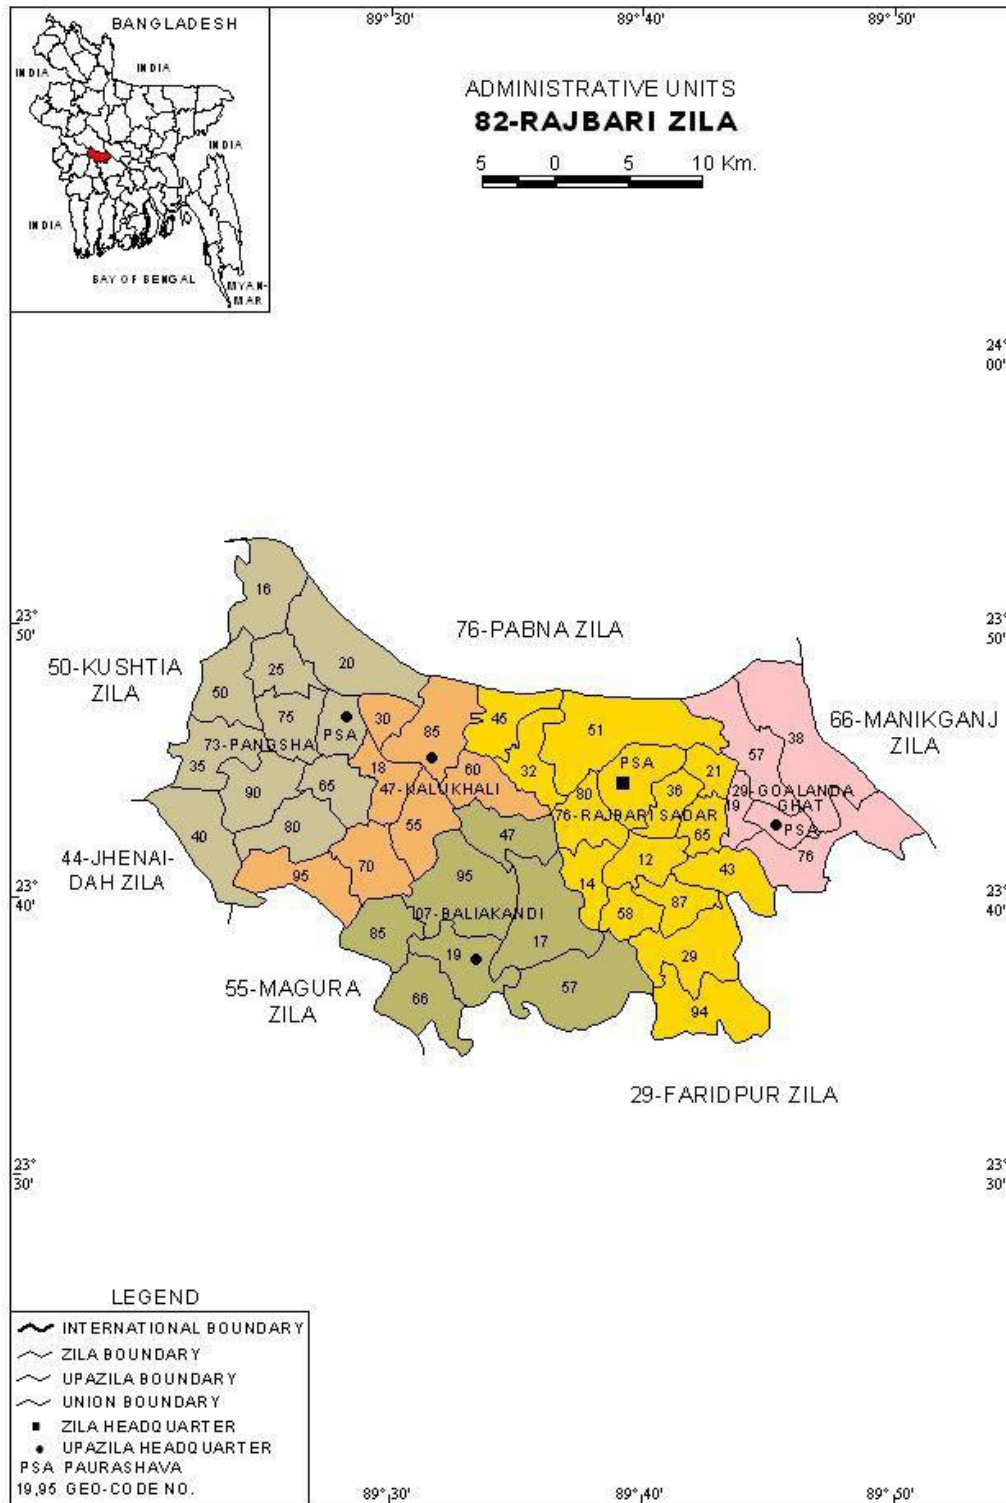 89° 30'
89° 40'
89° 50'
BANGLADESH
INDIA
INDIA
INDIA
INDIA
BAY OF BENGAL
MYAN-
MAR
ADMINISTRATIVE UNITS
82-RAJBARI ZILA
5 0 5 10 Km.
24°
00'
23°
50'
23°
50'
76-PABNA ZILA
50-KUSHTIA
ZILA
66-MANIKGANJ
ZILA
44-JHENAI-
DAH ZILA
55-MAGURA
ZILA
29-FARIDPUR ZILA
16
20
25
50
75
PSA
73-PANGSHA
35
90
65
80
40
30
85
18
60
47-KALUKHALI
55
70
95
45
51
32
PSA
21
80
36
76-RAJBARI SADAR
65
12
43
14
58
87
29
94
38
57
29-GOALANDA
GHAT
19
PSA
76
47
95
07-BALIAKANDI
85
19
17
66
57
23°
40'
23°
40'
23°
30'
23°
30'
LEGEND
INTERNATIONAL BOUNDARY
ZILA BOUNDARY
UPAZILA BOUNDARY
UNION BOUNDARY
ZILA HEADQUARTER
UPAZILA HEADQUARTER
PSA PAURASHAVA
19,95 GEO-CODE NO.
89° 30'
89° 40'
89° 50'